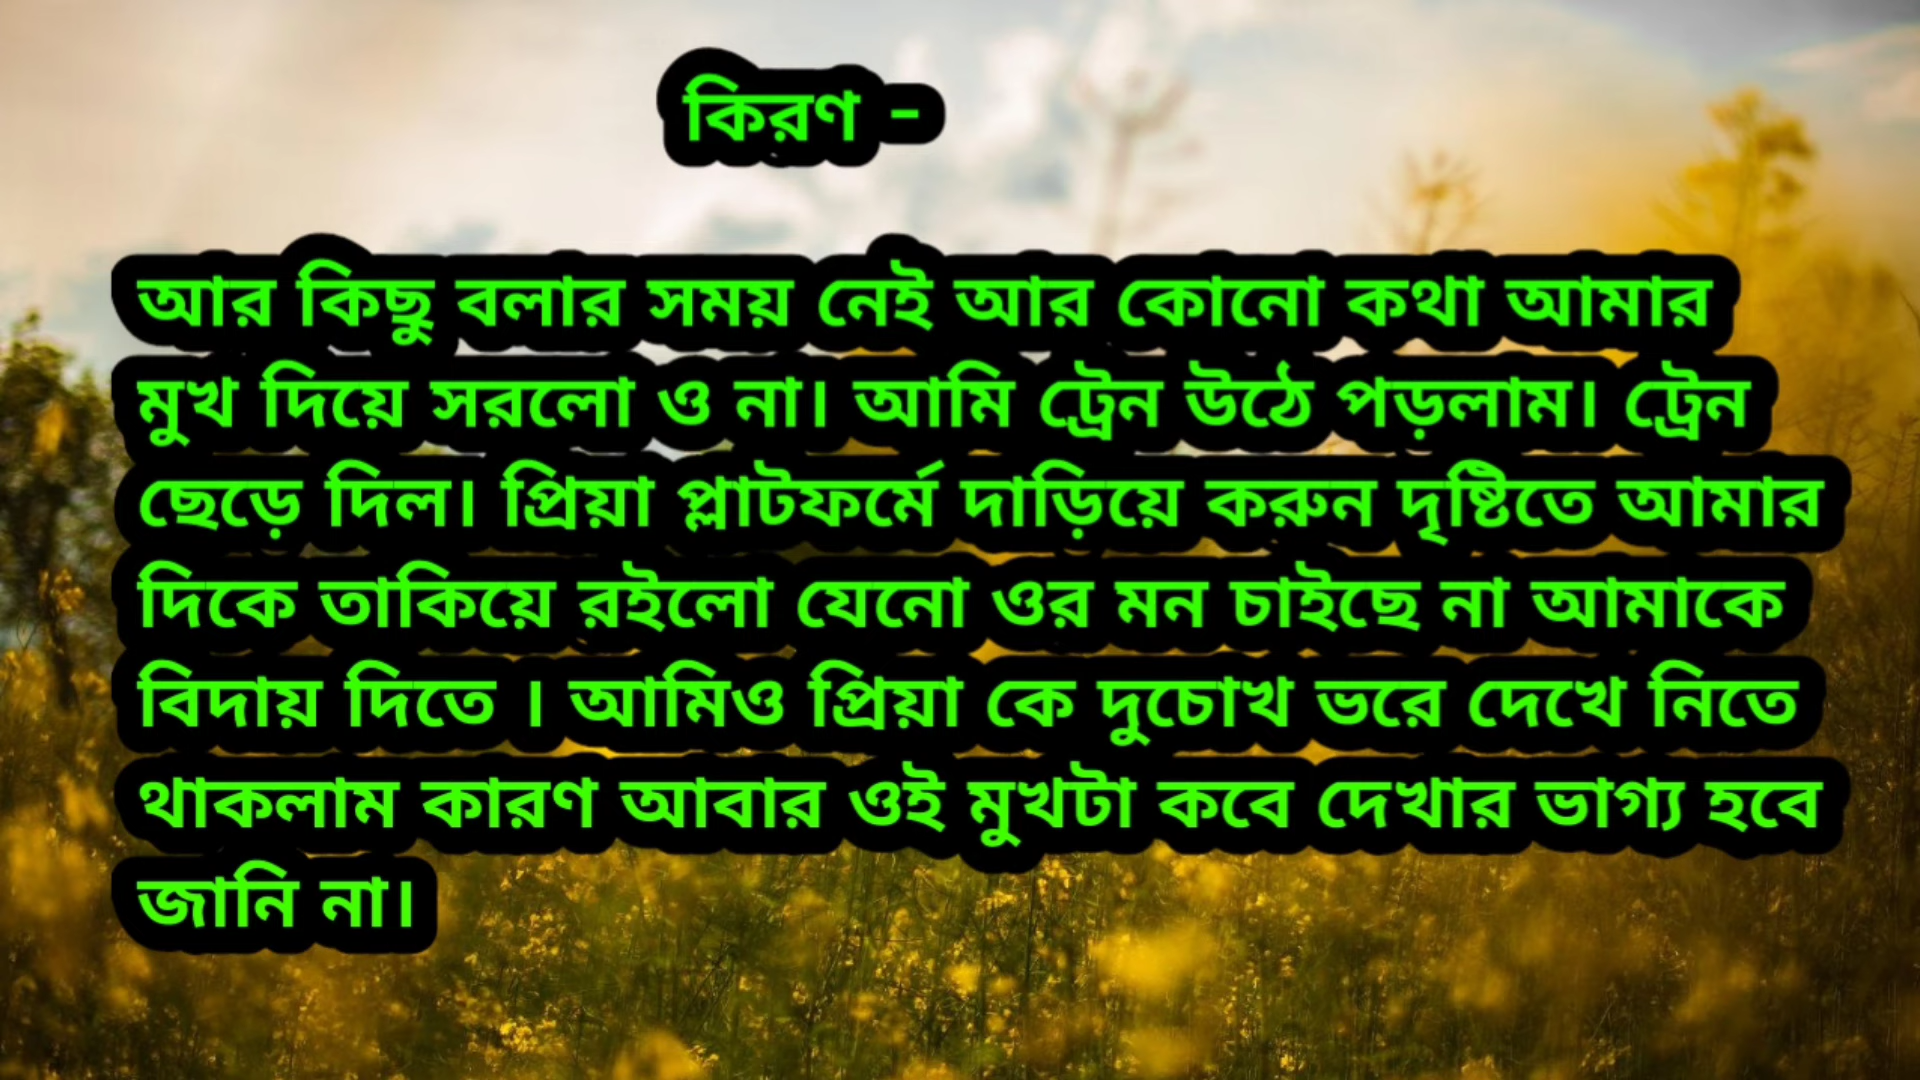 কিরণ -
আর কিছু বলার সময় নেই আর কোনো কথা আমার
মুখ দিয়ে সরলো ও না। আমি ট্রেন উঠে পড়লাম। ট্রেন
ছেড়ে দিল। প্রিয়া প্লাটফর্মে দাড়িয়ে করুন দৃষ্টিতে আমার
দিকে তাকিয়ে রইলো যেনো ওর মন চাইছে না আমাকে
বিদায় দিতে । আমিও প্রিয়া কে দুচোখ ভরে দেখে নিতে
থাকলাম কারণ আবার ওই মুখটা কবে দেখার ভাগ্য হবে
জানি না।